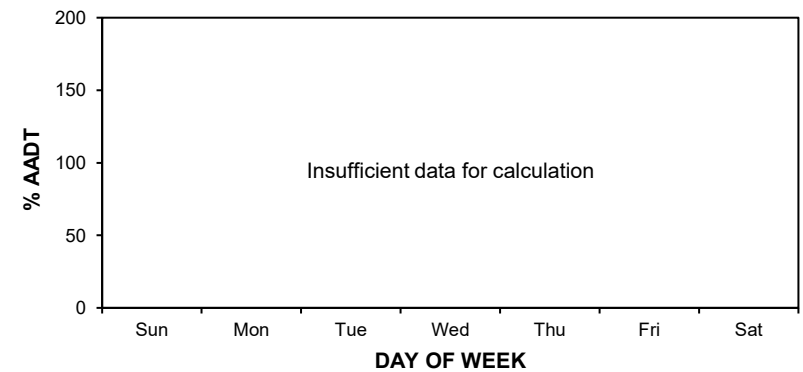 200
150
100
50
0
% AADT
Insufficient data for calculation
Sun Mon Tue Wed Thu Fri Sat
DAY OF WEEK